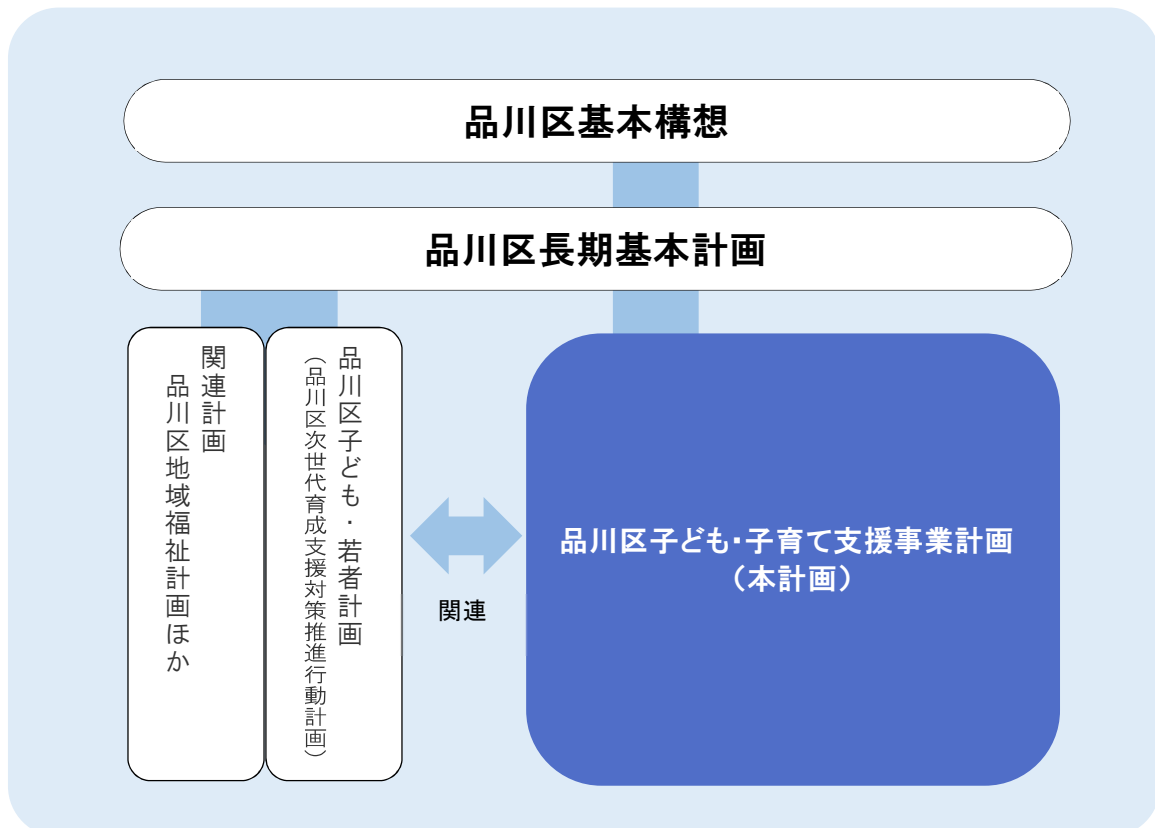 品川区基本構想
品川区長期基本計画
関連計画
品川区地域福祉計画ほか
品川区子ども・若者計画
（品川区次世代育成支援対策推進行動計画）
関連
品川区子ども・子育て支援事業計画
（本計画）